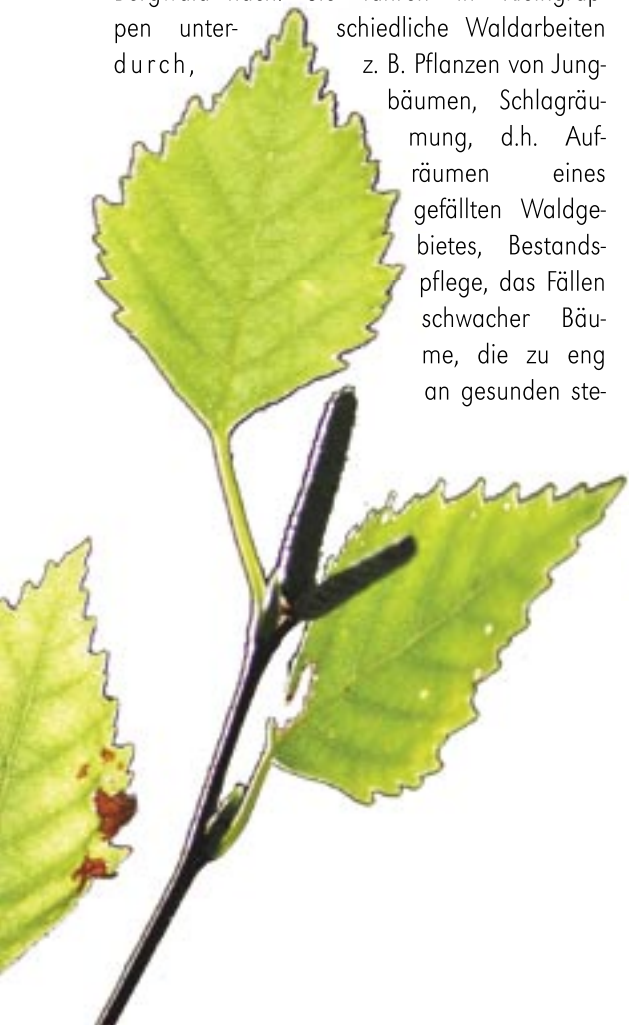 pen unter- schiedliche Waldarbeiten
durch, z. B. Pflanzen von Jung-
bäumen, Schlagräu-
mung, d.h. Auf-
räumen eines
gefällten Waldge-
bietes, Bestands-
pflege, das Fällen
schwacher Bäu-
me, die zu eng
an gesunden ste-